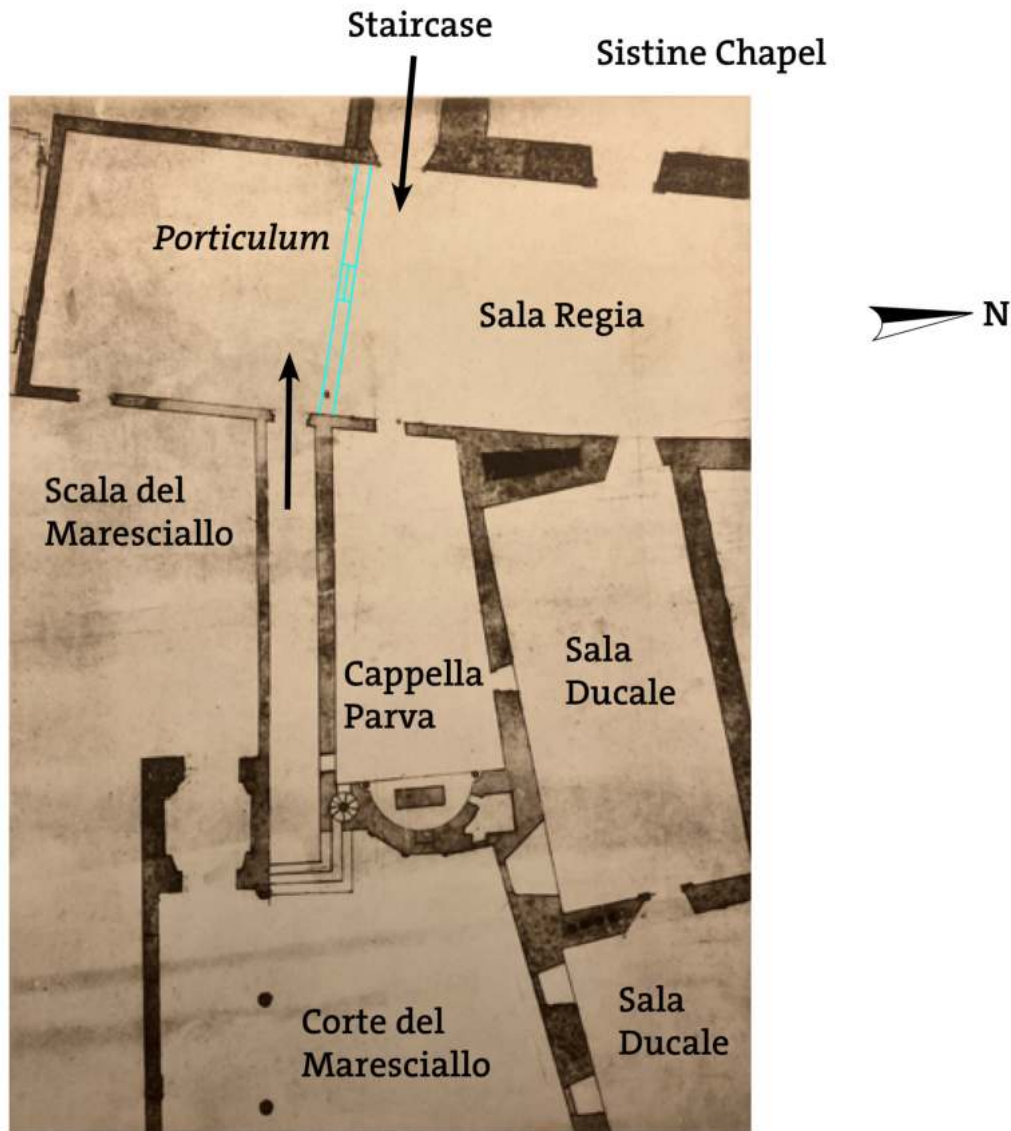 Staircase
Sistine Chapel
Porticulum
Sala Regia
N
Scala del
Maresciallo
Cappella
Parva
Sala
Ducale
Corte del
Maresciallo
Sala
Ducale